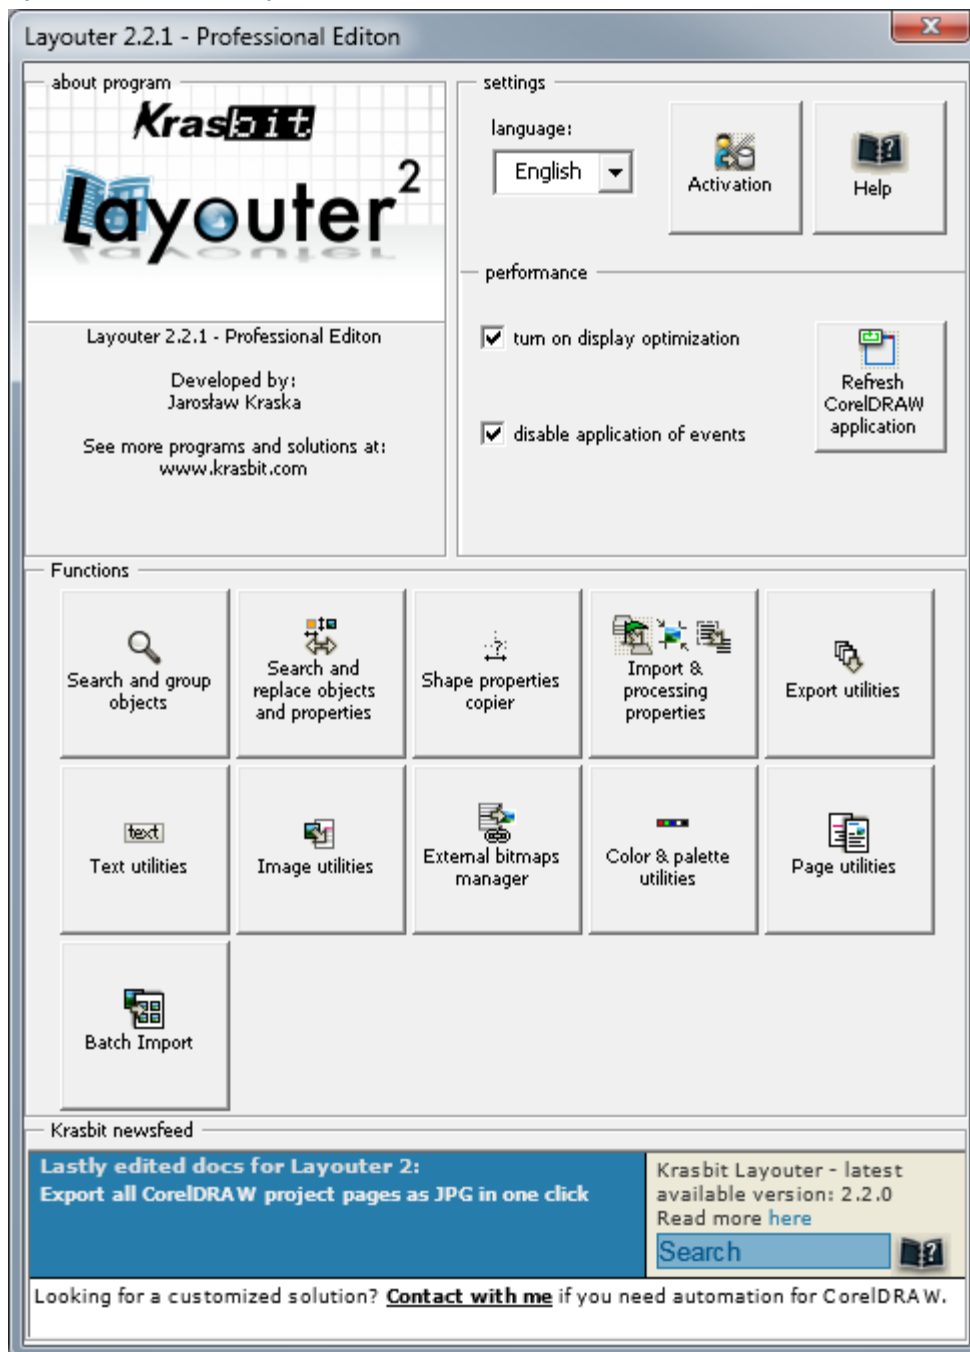 Layouter 2.2.1 - Professional Editon
about program
Krasbit
Layouter2
Layouter 2.2.1 - Professional Editon
Developed by:
Jarosław Kraska
See more programs and solutions at:
www.krasbit.com
settings
language:
English
Activation
Help
performance
turn on display optimization
disable application of events
Refresh
CorelDRAW
application
Functions
Search and group
objects
Search and
replace objects
and properties
Shape properties
copier
Import &
processing
properties
Export utilities
text
Text utilities
Image utilities
External bitmaps
manager
Color & palette
utilities
Page utilities
Batch Import
Krasbit newsfeed
Lastly edited docs for Layouter 2:
Export all CorelDRAW project pages as JPG in one click
Krasbit Layouter - latest
available version: 2.2.0
Read more here
Search
Looking for a customized solution? Contact with me if you need automation for CorelDRAW.